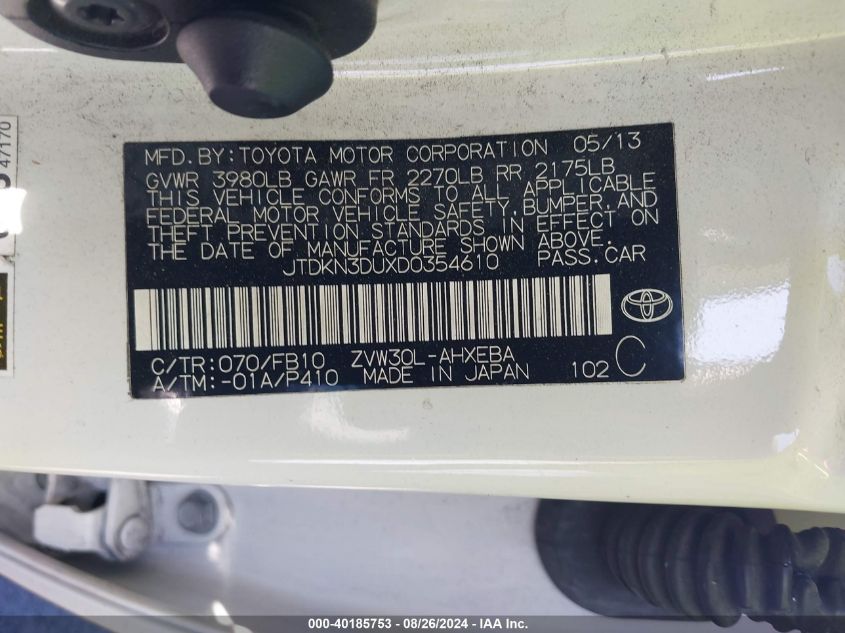 MFD.BY:TOYOTA MOTOR CORPORATION 05/13
GVWR 3980LB GAWR FR 2270LB RR 2175LB
THIS VEHICLE CONFORMS TO ALL APPLICABLE
FEDERAL MOTOR VEHICLE SAFETY,BUMPER,AND
THEFT PREVENTION STANDARDS IN EFFECT ON
THE DATE OF MANUFACTURE SHOWN ABOVE.
JTDKN3DUXD0354610 PASS.CAR
C/TR:070/FB10 ZVW30L-AHXEBA
A/TM:-01A/P410 MADE IN JAPAN 102 C
47170
000-40185753 - 08/26/2024 - IAA Inc.